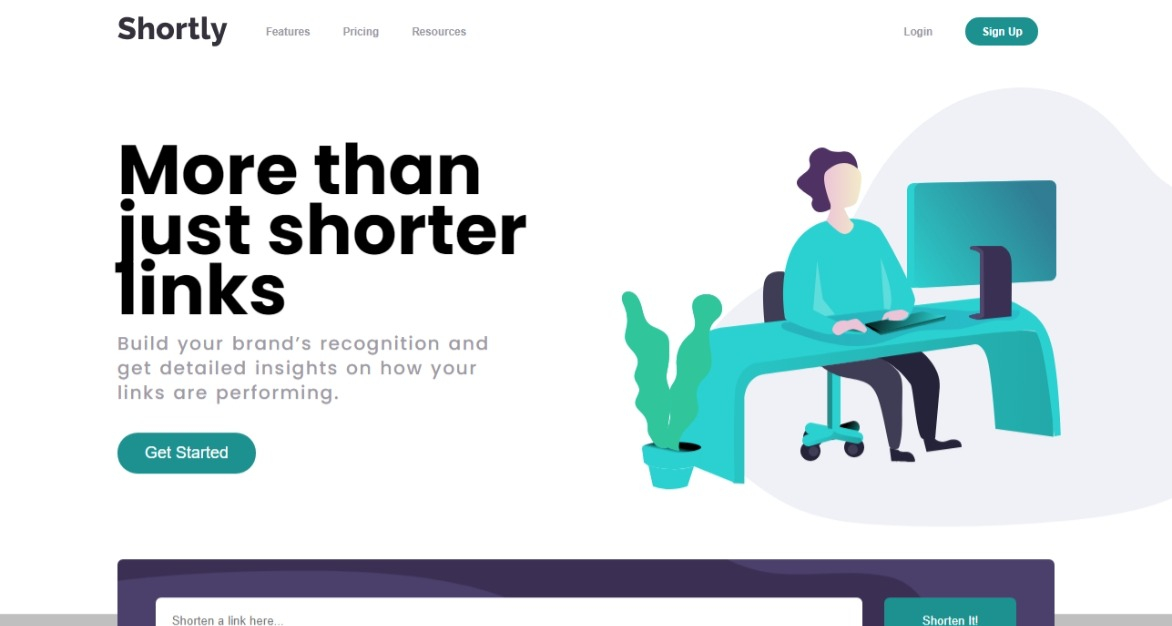 Shortly
Features
Pricing
Resources
Login
Sign Up
More than
just shorter
links
Build your brand’s recognition and
get detailed insights on how your
links are performing.
Get Started
Shorten a link here...
Shorten It!